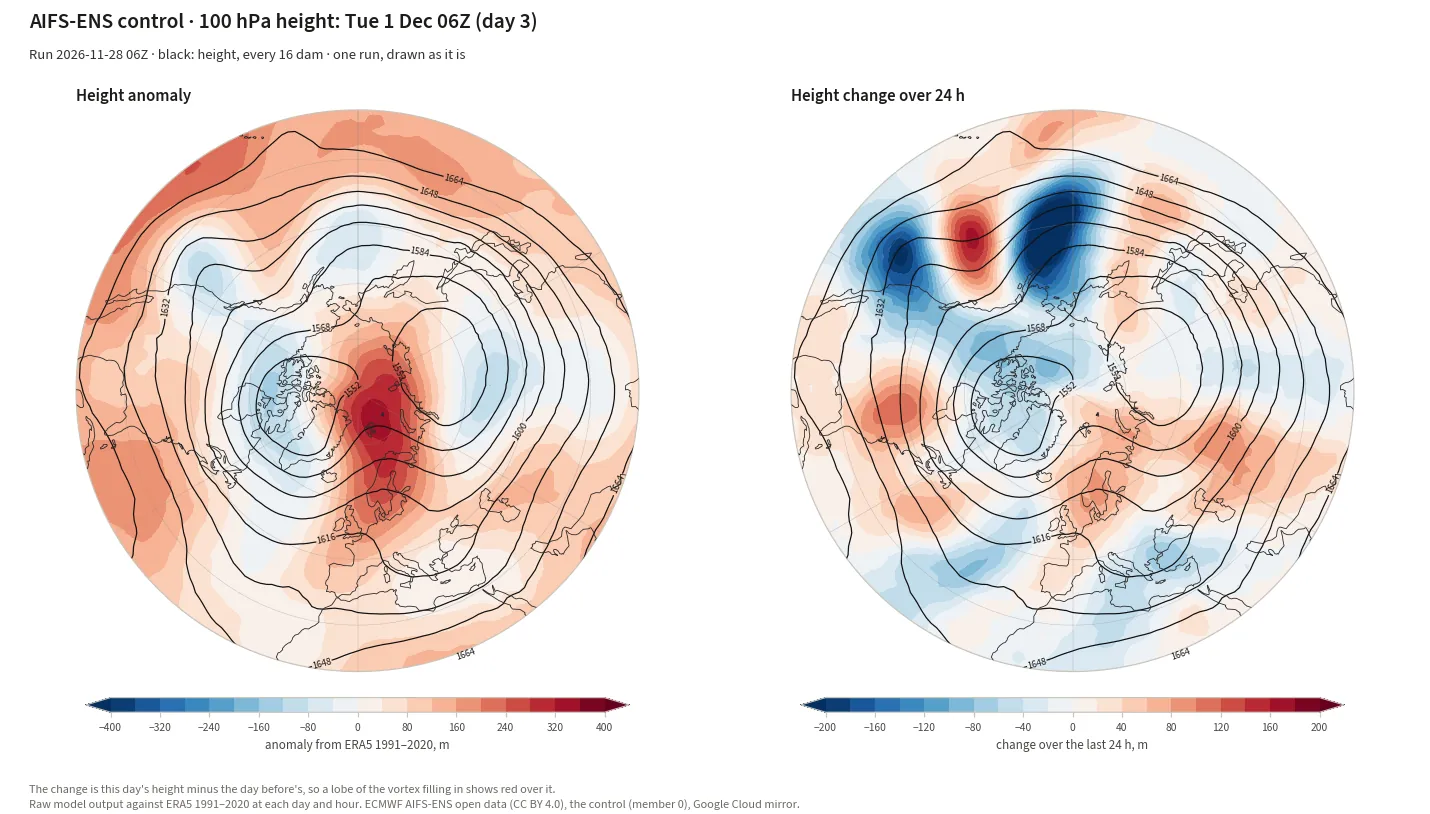 AIFS-ENS control · 100 hPa height: Tue 1 Dec 06Z (day 3)
Run 2026-11-28 06Z · black: height, every 16 dam · one run, drawn as it is
Height anomaly
Height change over 24 h
1664
1648
1584
1632
1568
1552
1600
1616
1648
1664
1664
1648
1584
1632
1568
1552
1600
1616
1648
1664
−400 −320 −240 −160 −80 0 80 160 240 320 400
anomaly from ERA5 1991–2020, m
−200 −160 −120 −80 −40 0 40 80 120 160 200
change over the last 24 h, m
The change is this day's height minus the day before's, so a lobe of the vortex filling in shows red over it.
Raw model output against ERA5 1991–2020 at each day and hour. ECMWF AIFS-ENS open data (CC BY 4.0), the control (member 0), Google Cloud mirror.